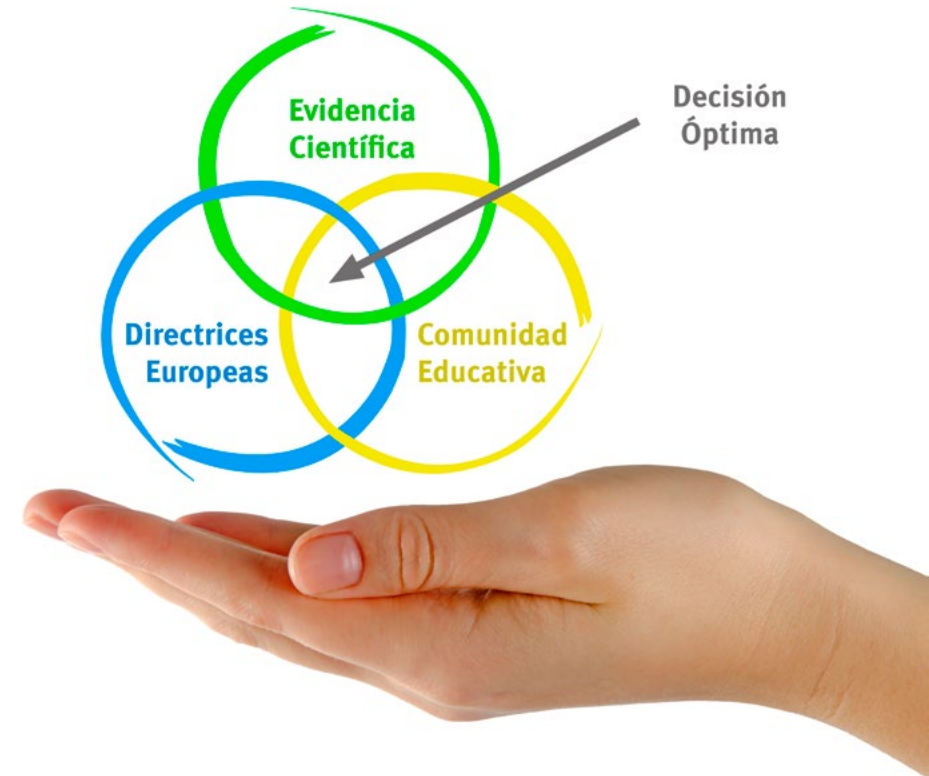 Evidencia
Científica
Decisión
Óptima
Directrices
Europeas
Comunidad
Educativa